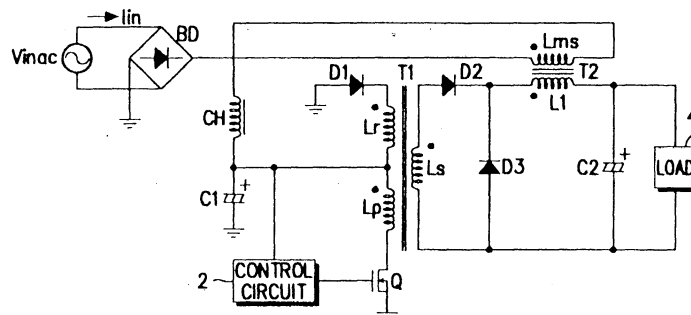 Iin
BD
Vinac
Lms
D1
T1
D2
T2
L1
CH
Lr
Ls
D3
C2
LOAD
C1
Lp
2
CONTROL
CIRCUIT
Q